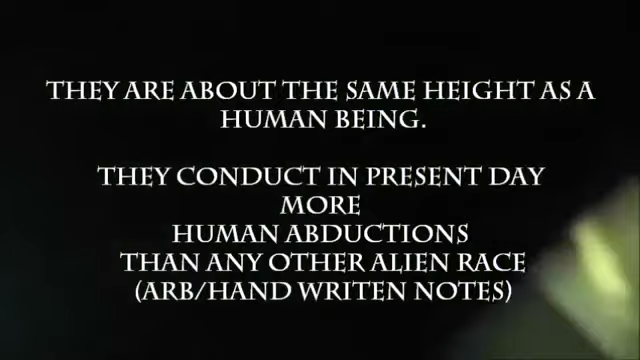 THEY ARE ABOUT THE SAME HEIGHT AS A
HUMAN BEING.
THEY CONDUCT IN PRESENT DAY
MORE
HUMAN ABDUCTIONS
THAN ANY OTHER ALIEN RACE
(ARB/HAND WRITEN NOTES)